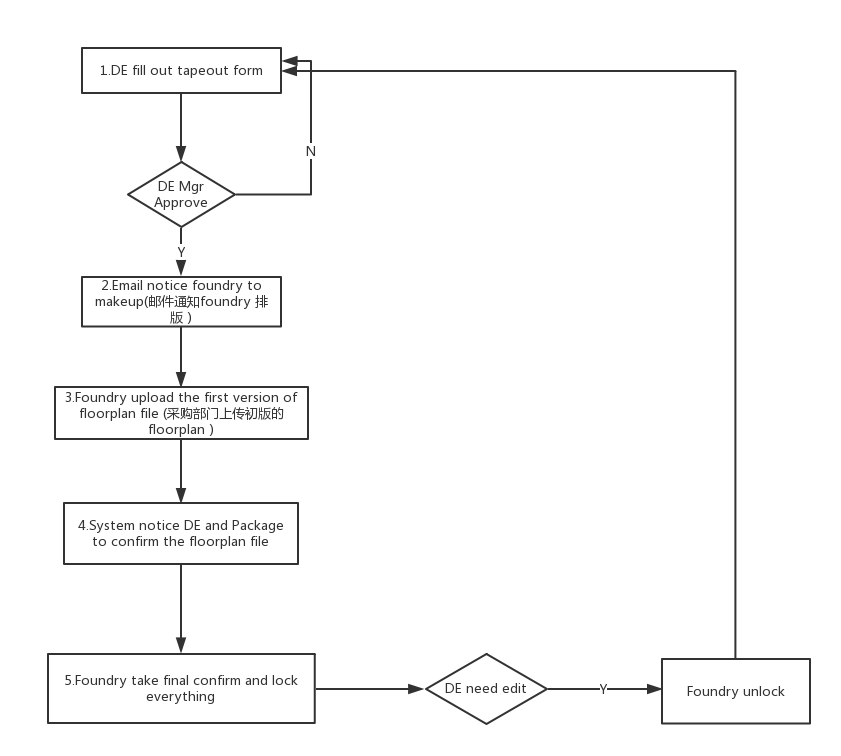 1.DE fill out tapeout form
N
DE Mgr
Approve
Y
2.Email notice foundry to
makeup(邮件通知foundry 排
版 )
3.Foundry upload the first version of
floorplan file (采购部门上传初版的
floorplan )
4.System notice DE and Package
to confirm the floorplan file
5.Foundry take final confirm and lock
everything
DE need edit
Y
Foundry unlock